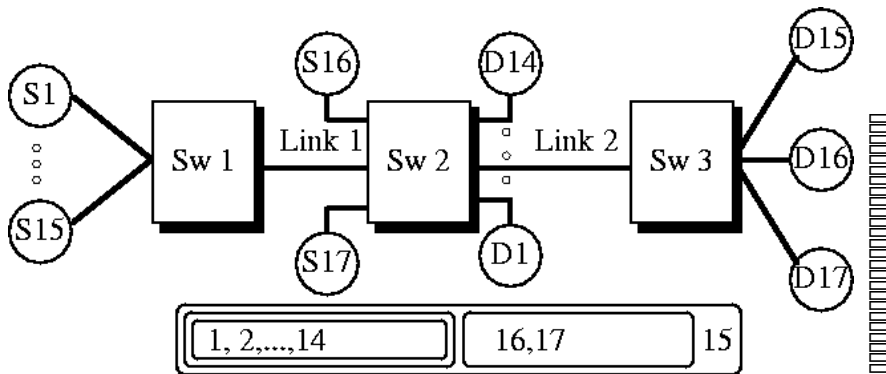 S1
S15
Sw 1
Link 1
S16
S17
Sw 2
D14
D1
Link 2
Sw 3
D15
D16
D17
1, 2,...,14
16,17
15